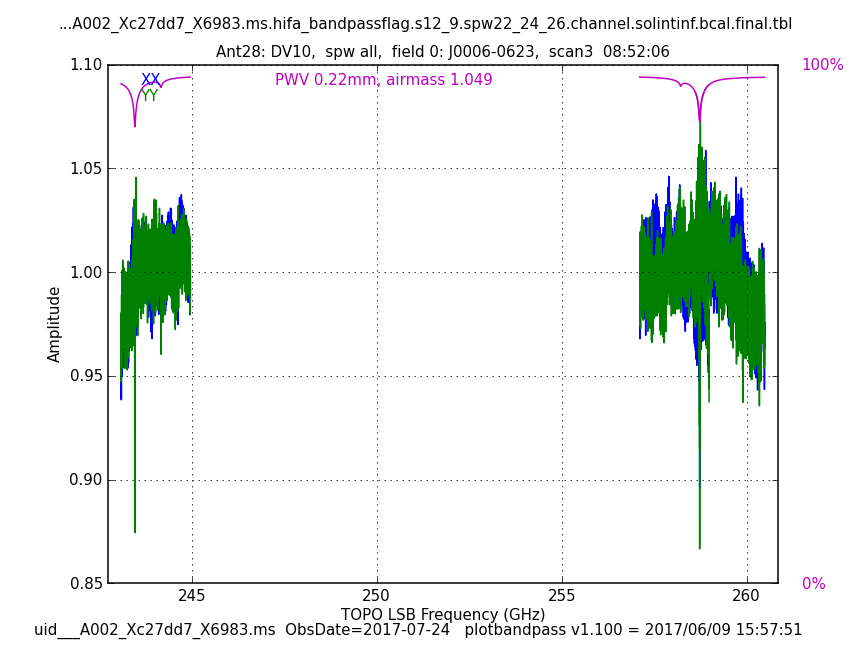 ...A002_Xc27dd7_X6983.ms.hifa_bandpassflag.s12_9.spw22_24_26.channel.solintinf.bcal.final.tbl
Ant28: DV10,  spw all,  field 0: J0006-0623,  scan3  08:52:06
1.10
XX
PWV 0.22mm, airmass 1.049
100%
YY
1.05
1.00
Amplitude
0.95
0.90
0.85
0%
245
250
255
260
TOPO LSB Frequency (GHz)
uid___A002_Xc27dd7_X6983.ms  ObsDate=2017-07-24   plotbandpass v1.100 = 2017/06/09 15:57:51